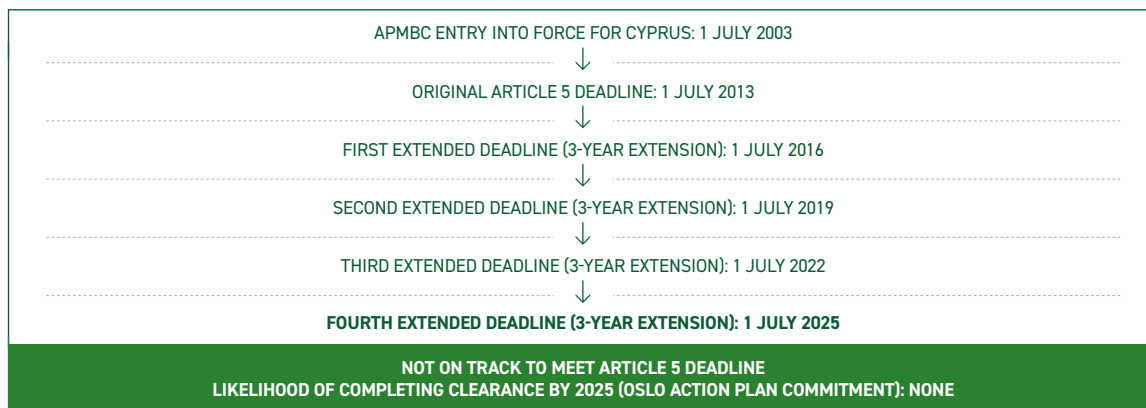 APMBC ENTRY INTO FORCE FOR CYPRUS: 1 JULY 2003
ORIGINAL ARTICLE 5 DEADLINE: 1 JULY 2013
FIRST EXTENDED DEADLINE (3-YEAR EXTENSION): 1 JULY 2016
SECOND EXTENDED DEADLINE (3-YEAR EXTENSION): 1 JULY 2019
THIRD EXTENDED DEADLINE (3-YEAR EXTENSION): 1 JULY 2022
FOURTH EXTENDED DEADLINE (3-YEAR EXTENSION): 1 JULY 2025
NOT ON TRACK TO MEET ARTICLE 5 DEADLINE
LIKELIHOOD OF COMPLETING CLEARANCE BY 2025 (OSLO ACTION PLAN COMMITMENT): NONE